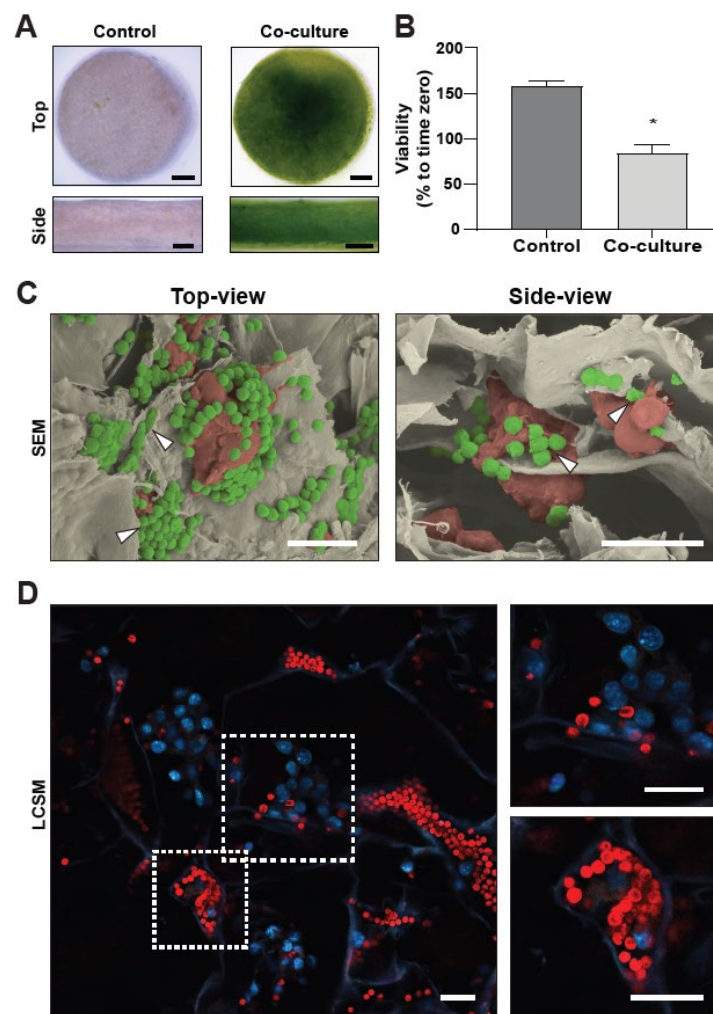 A
Control
Co-culture
Top
Side
B
Viability
(% to time zero)
200
150
100
50
0
*
Control
Co-culture
C
Top-view
Side-view
SEM
D
LCSM